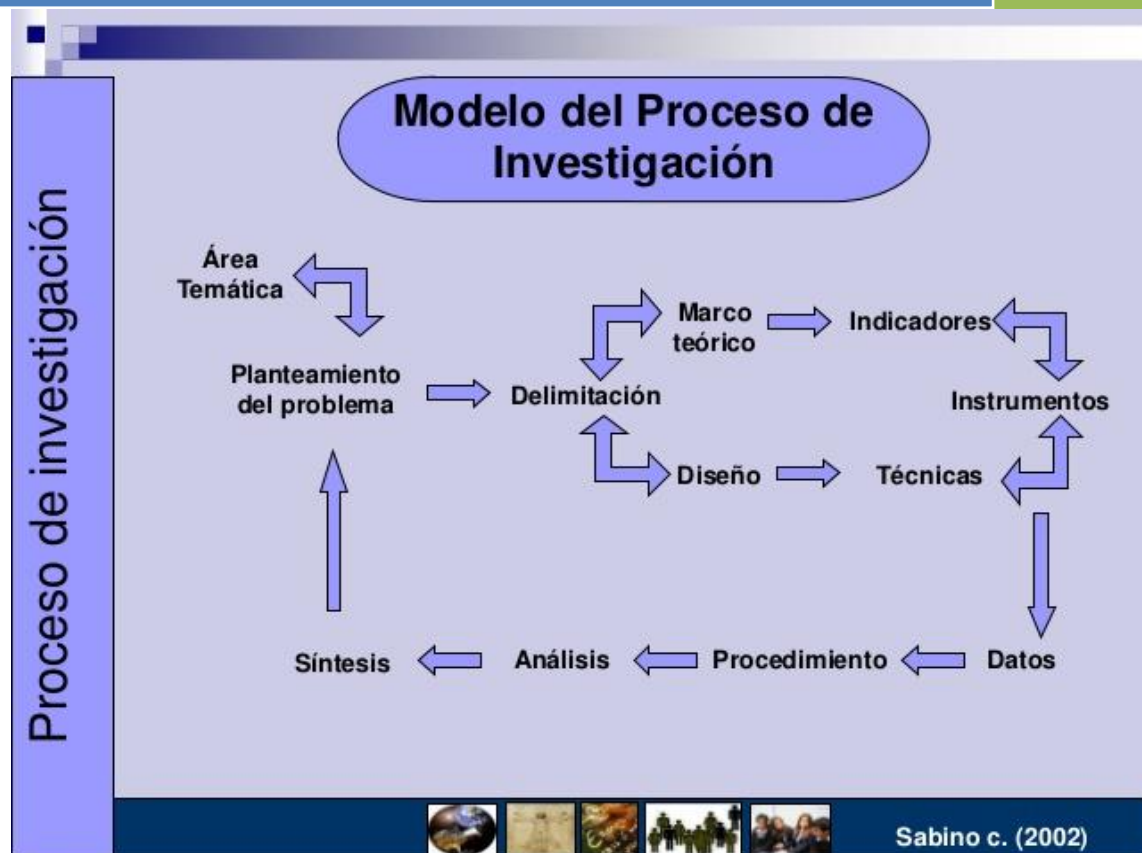 Modelo del Proceso de
Investigación
Proceso de investigación
Área
Temática
Planteamiento
del problema
Delimitación
Marco
teórico
Indicadores
Instrumentos
Diseño
Técnicas
Síntesis
Análisis
Procedimiento
Datos
Sabino c. (2002)